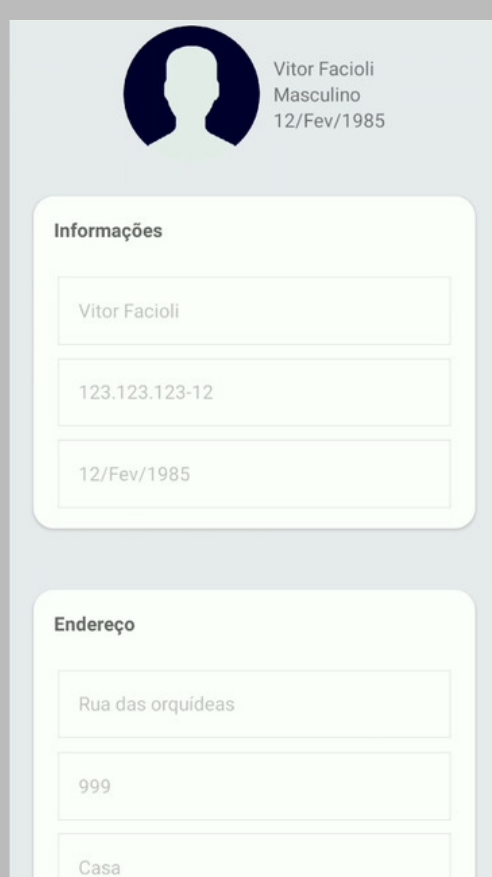 Vitor Facioli
Masculino
12/Fev/1985
Informações
Vitor Facioli
123.123.123-12
12/Fev/1985
Endereço
Rua das orquídeas
999
Casa